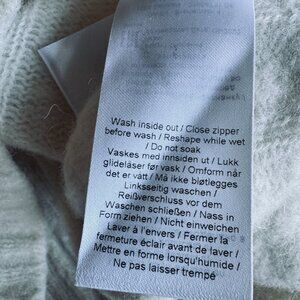 Wash inside out / Close zipper
before wash / Reshape while wet
/ Do not soak
Vaskes med innsiden ut / Lukk
glidelåser før vask / Omform når
det er vått / Må ikke bløtlegges
Linksseitig waschen /
Reißverschluss vor dem
Waschen schließen / Nass in
Form ziehen / Nicht einweichen
Laver à l'envers / Fermer la
fermeture éclair avant de laver /
Mettre en forme lorsqu'humide /
Ne pas laisser trempé